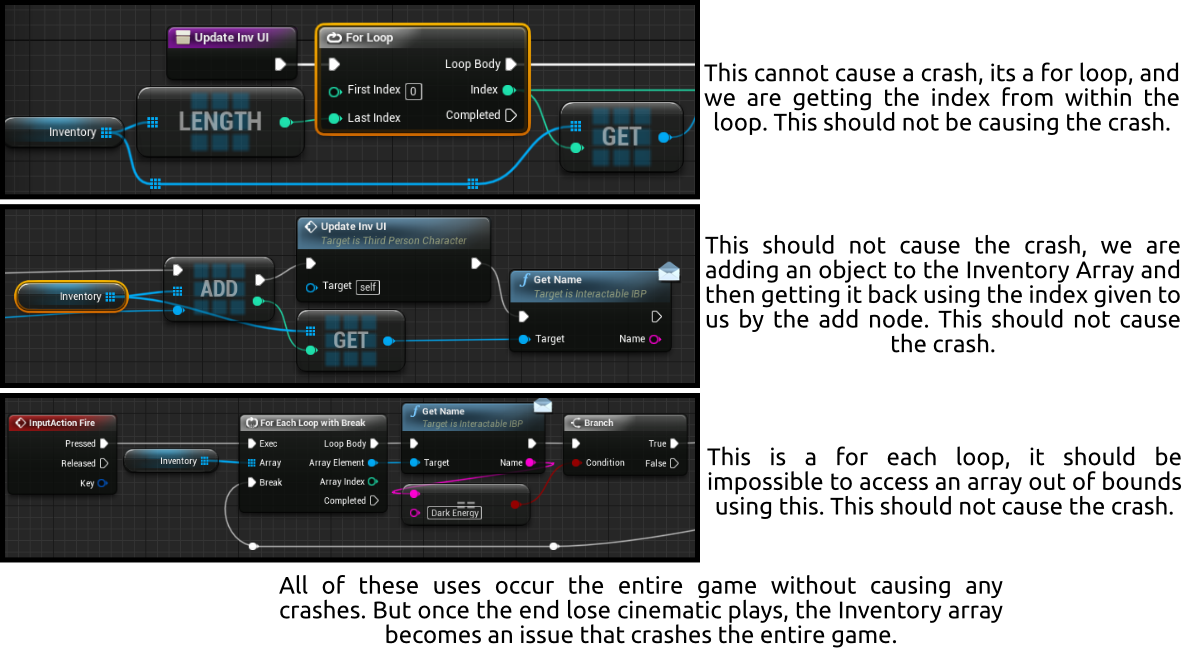 Update Inv UI
For Loop
Loop Body
First Index 0
Index
Last Index
Completed
Inventory
LENGTH
GET
This cannot cause a crash, its a for loop, and
we are getting the index from within the
loop. This should not be causing the crash.
Update Inv UI
Target is Third Person Character
Target self
Inventory
ADD
GET
Get Name
Target is Interactable IBP
Target
Name
This should not cause the crash, we are
adding an object to the Inventory Array and
then getting it back using the index given to
us by the add node. This should not cause
the crash.
InputAction Fire
Pressed
Released
Key
Inventory
For Each Loop with Break
Exec
Loop Body
Array
Array Element
Break
Array Index
Completed
Get Name
Target is Interactable IBP
Target
Name
==
Dark Energy
Branch
True
Condition
False
This is a for each loop, it should be
impossible to access an array out of bounds
using this. This should not cause the crash.
All of these uses occur the entire game without causing any
crashes. But once the end lose cinematic plays, the Inventory array
becomes an issue that crashes the entire game.